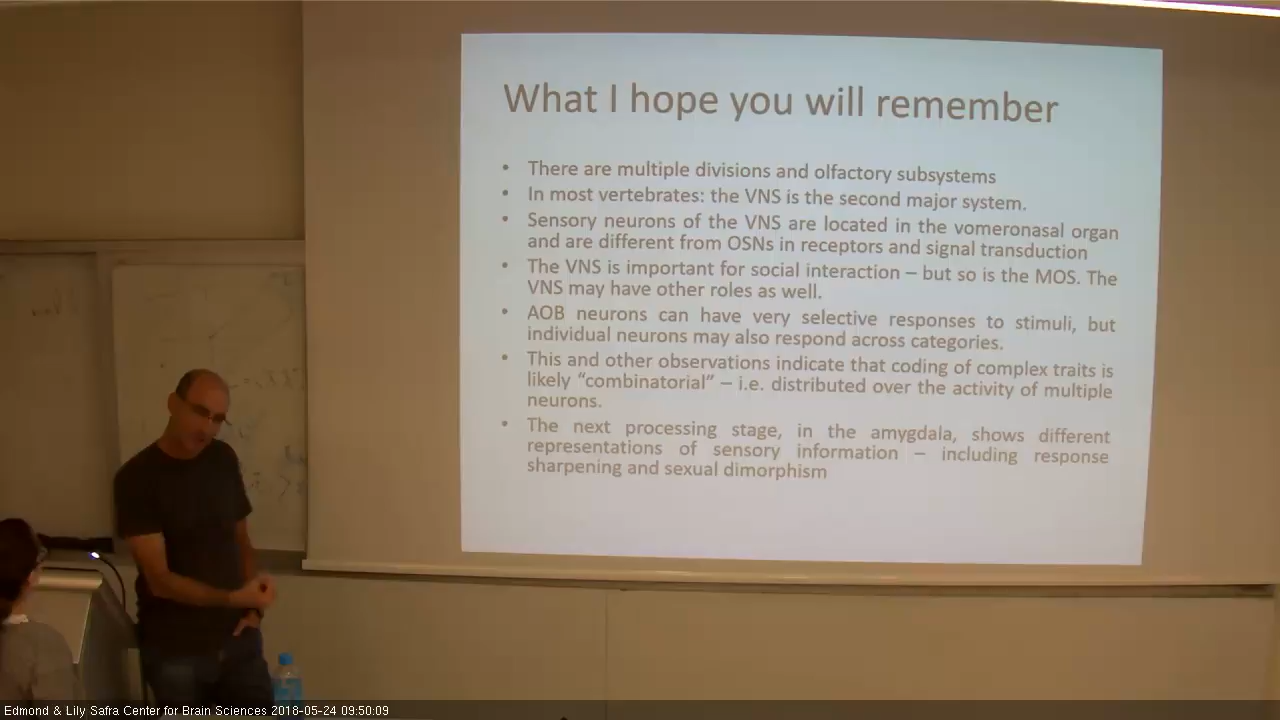 What I hope you will remember
• There are multiple divisions and olfactory subsystems
• In most vertebrates: the VNS is the second major system.
• Sensory neurons of the VNS are located in the vomeronasal organ
and are different from OSNs in receptors and signal transduction
• The VNS is important for social interaction – but so is the MOS. The
VNS may have other roles as well.
• AOB neurons can have very selective responses to stimuli, but
individual neurons may also respond across categories.
• This and other observations indicate that coding of complex traits is
likely “combinatorial” – i.e. distributed over the activity of multiple
neurons.
• The next processing stage, in the amygdala, shows different
representations of sensory information – including response
sharpening and sexual dimorphism
Edmond & Lily Safra Center for Brain Sciences 2018-05-24 09:50:09